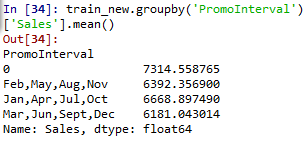 In [34]: train_new.groupby('PromoInterval')
['Sales'].mean()
Out[34]:
PromoInterval
0                   7314.558765
Feb,May,Aug,Nov     6392.356900
Jan,Apr,Jul,Oct     6668.897490
Mar,Jun,Sept,Dec    6181.043014
Name: Sales, dtype: float64